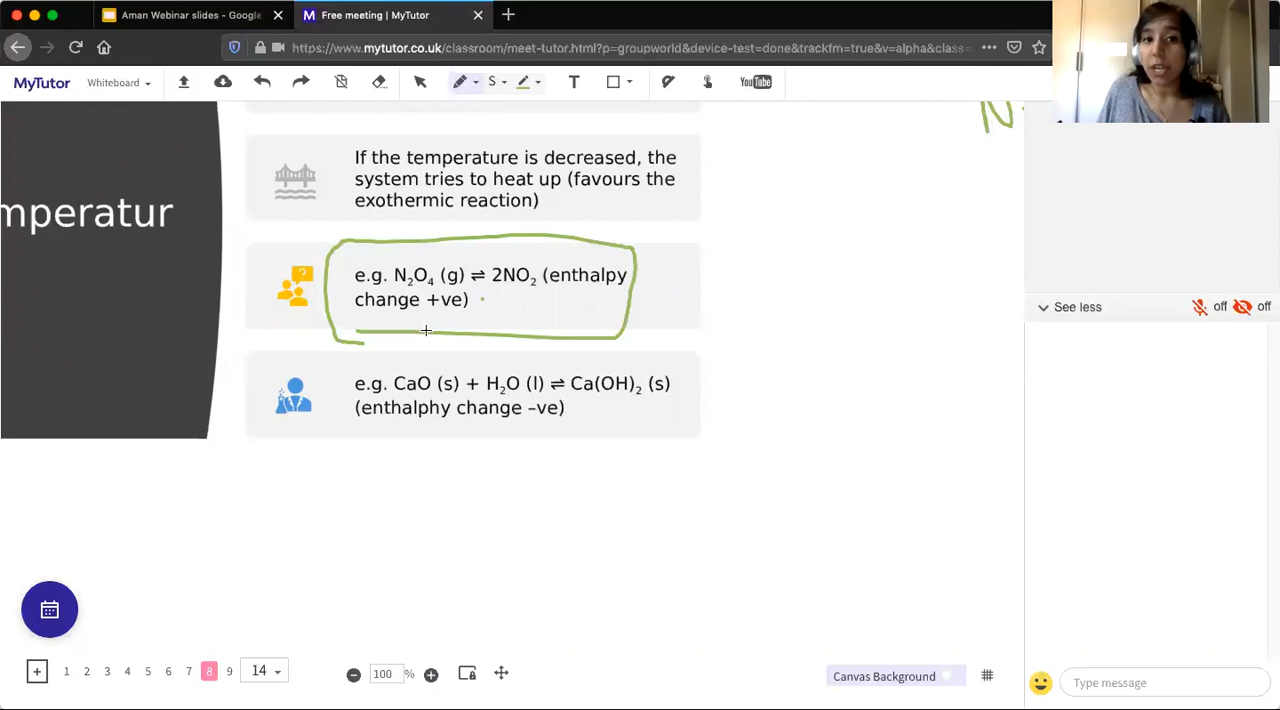 Aman Webinar slides - Google
Free meeting | MyTutor
https://www.mytutor.co.uk/classroom/meet-tutor.html?p=groupworld&device-test=done&trackfm=true&v=alpha&class=
MyTutor
Whiteboard
S
T
YouTube
N
mperatur
If the temperature is decreased, the
system tries to heat up (favours the
exothermic reaction)
e.g. N₂O₄ (g) ⇌ 2NO₂ (enthalpy
change +ve)
e.g. CaO (s) + H₂O (l) ⇌ Ca(OH)₂ (s)
(enthalphy change –ve)
See less
off
off
1 2 3 4 5 6 7 8 9 14
100 %
Canvas Background
Type message